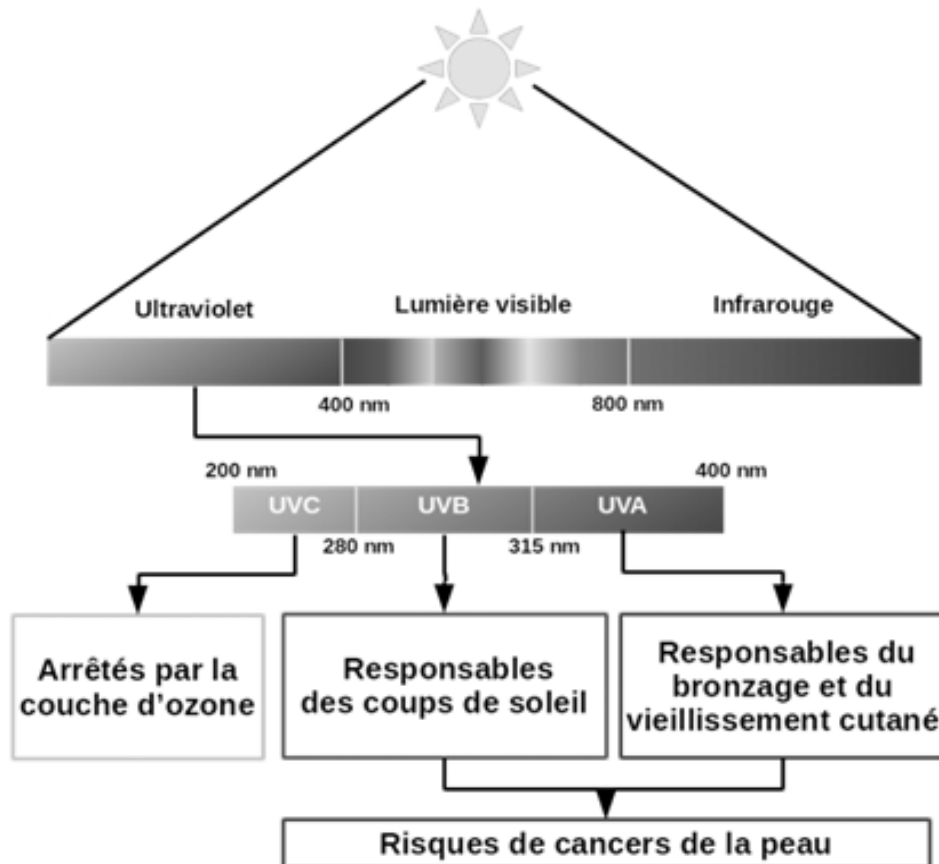 Ultraviolet
Lumière visible
Infrarouge
400 nm
800 nm
200 nm
400 nm
UVC
UVB
UVA
280 nm
315 nm
Arrêtés par la
couche d'ozone
Responsables
des coups de soleil
Responsables du
bronzage et du
vieillissement cutané
Risques de cancers de la peau